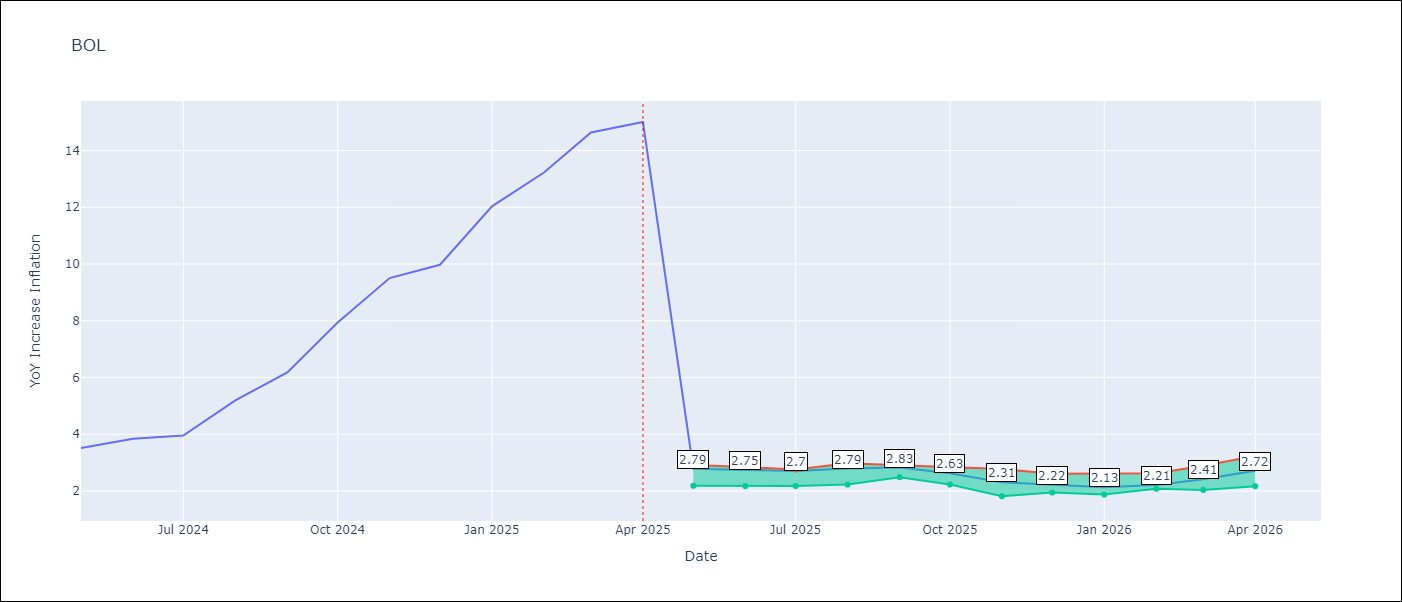 BOL
YoY Increase Inflation
14
12
10
8
6
4
2
2.79
2.75
2.7
2.79
2.83
2.63
2.31
2.22
2.13
2.21
2.41
2.72
Jul 2024
Oct 2024
Jan 2025
Apr 2025
Jul 2025
Oct 2025
Jan 2026
Apr 2026
Date